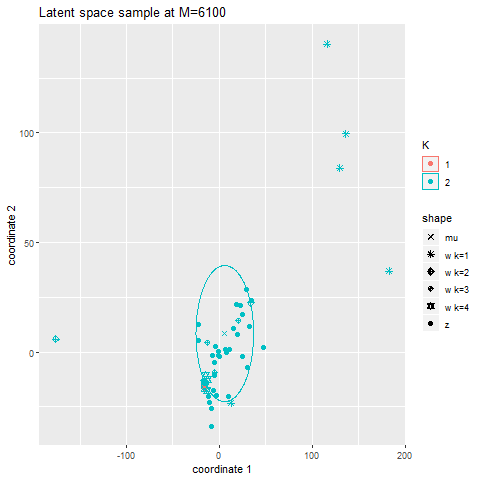 Latent space sample at M=6100
coordinate 2
100
50
0
-100
0
100
200
coordinate 1
K
1
2
shape
mu
w k=1
w k=2
w k=3
w k=4
z